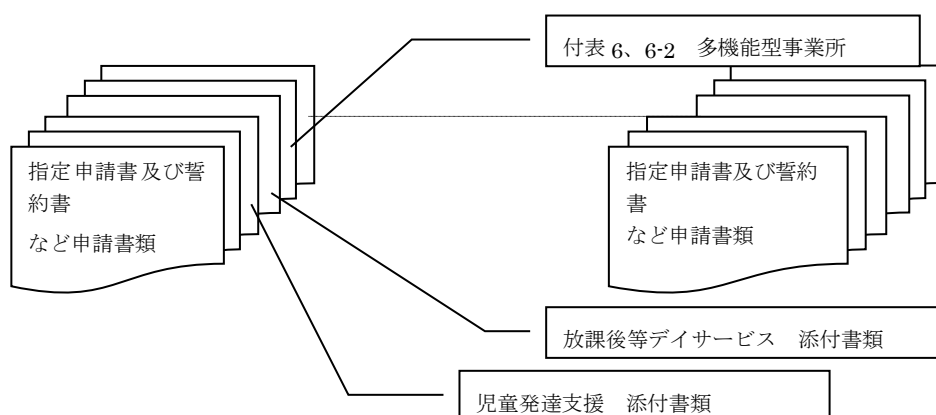 付表 6、6-2　多機能型事業所
指定申請書及び誓
約書
など申請書類
指定申請書及び誓約
書
など申請書類
放課後等デイサービス　添付書類
児童発達支援　添付書類